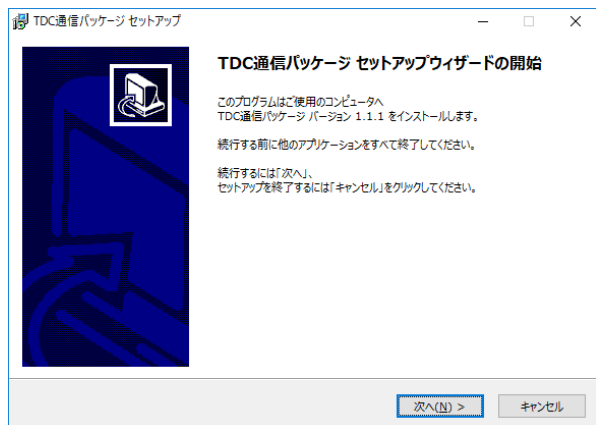 TDC通信パッケージ セットアップ
TDC通信パッケージ セットアップウィザードの開始
このプログラムはご使用のコンピュータへ
TDC通信パッケージ バージョン 1.1.1 をインストールします。
続行する前に他のアプリケーションをすべて終了してください。
続行するには「次へ」、
セットアップを終了するには「キャンセル」をクリックしてください。
次へ(N) >
キャンセル